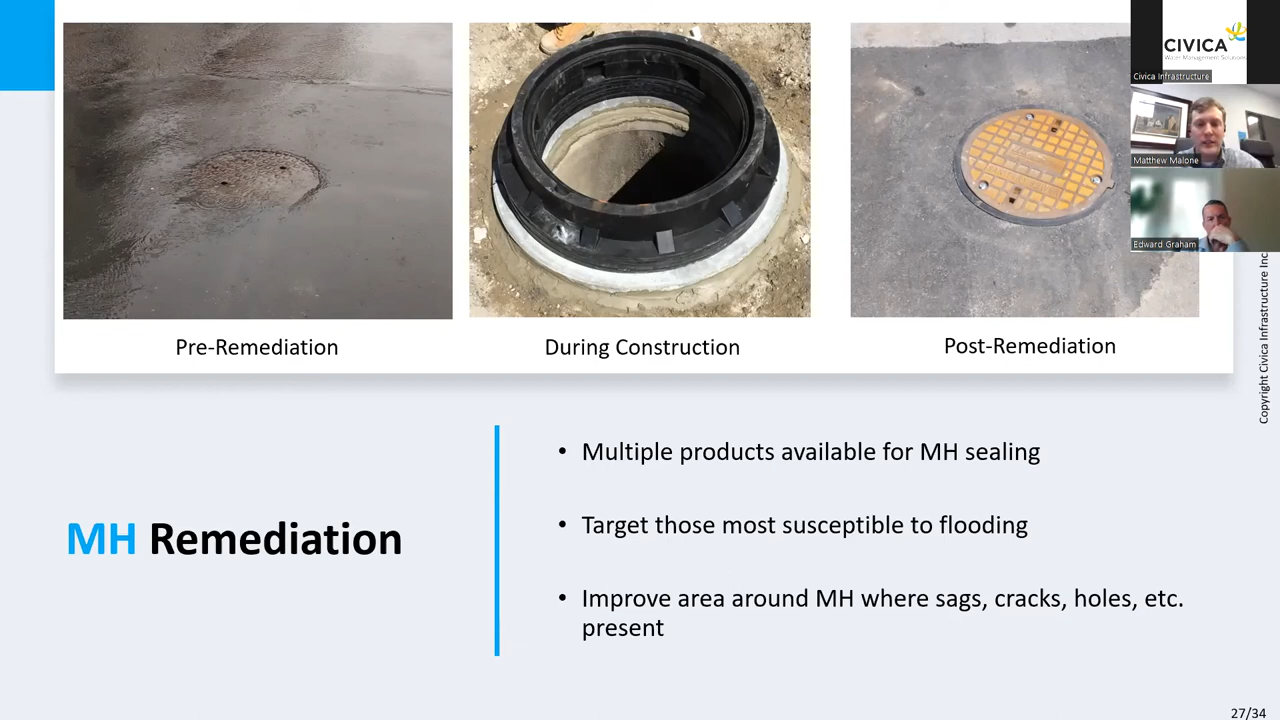 CIVICA
Water Management Solutions
Civica Infrastructure
Matthew Malone
Edward Graham
Pre-Remediation
During Construction
Post-Remediation
Copyright Civica Infrastructure Inc
MH Remediation
• Multiple products available for MH sealing
• Target those most susceptible to flooding
• Improve area around MH where sags, cracks, holes, etc.
present
27/34